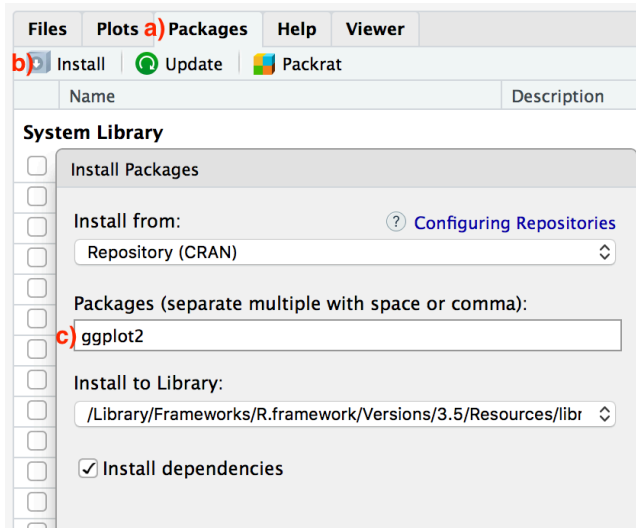 Files Plots a) Packages Help Viewer
b) Install Update Packrat
Name Description
System Library
Install Packages
Install from: ? Configuring Repositories
Repository (CRAN)
Packages (separate multiple with space or comma):
c) ggplot2
Install to Library:
/Library/Frameworks/R.framework/Versions/3.5/Resources/libr
Install dependencies